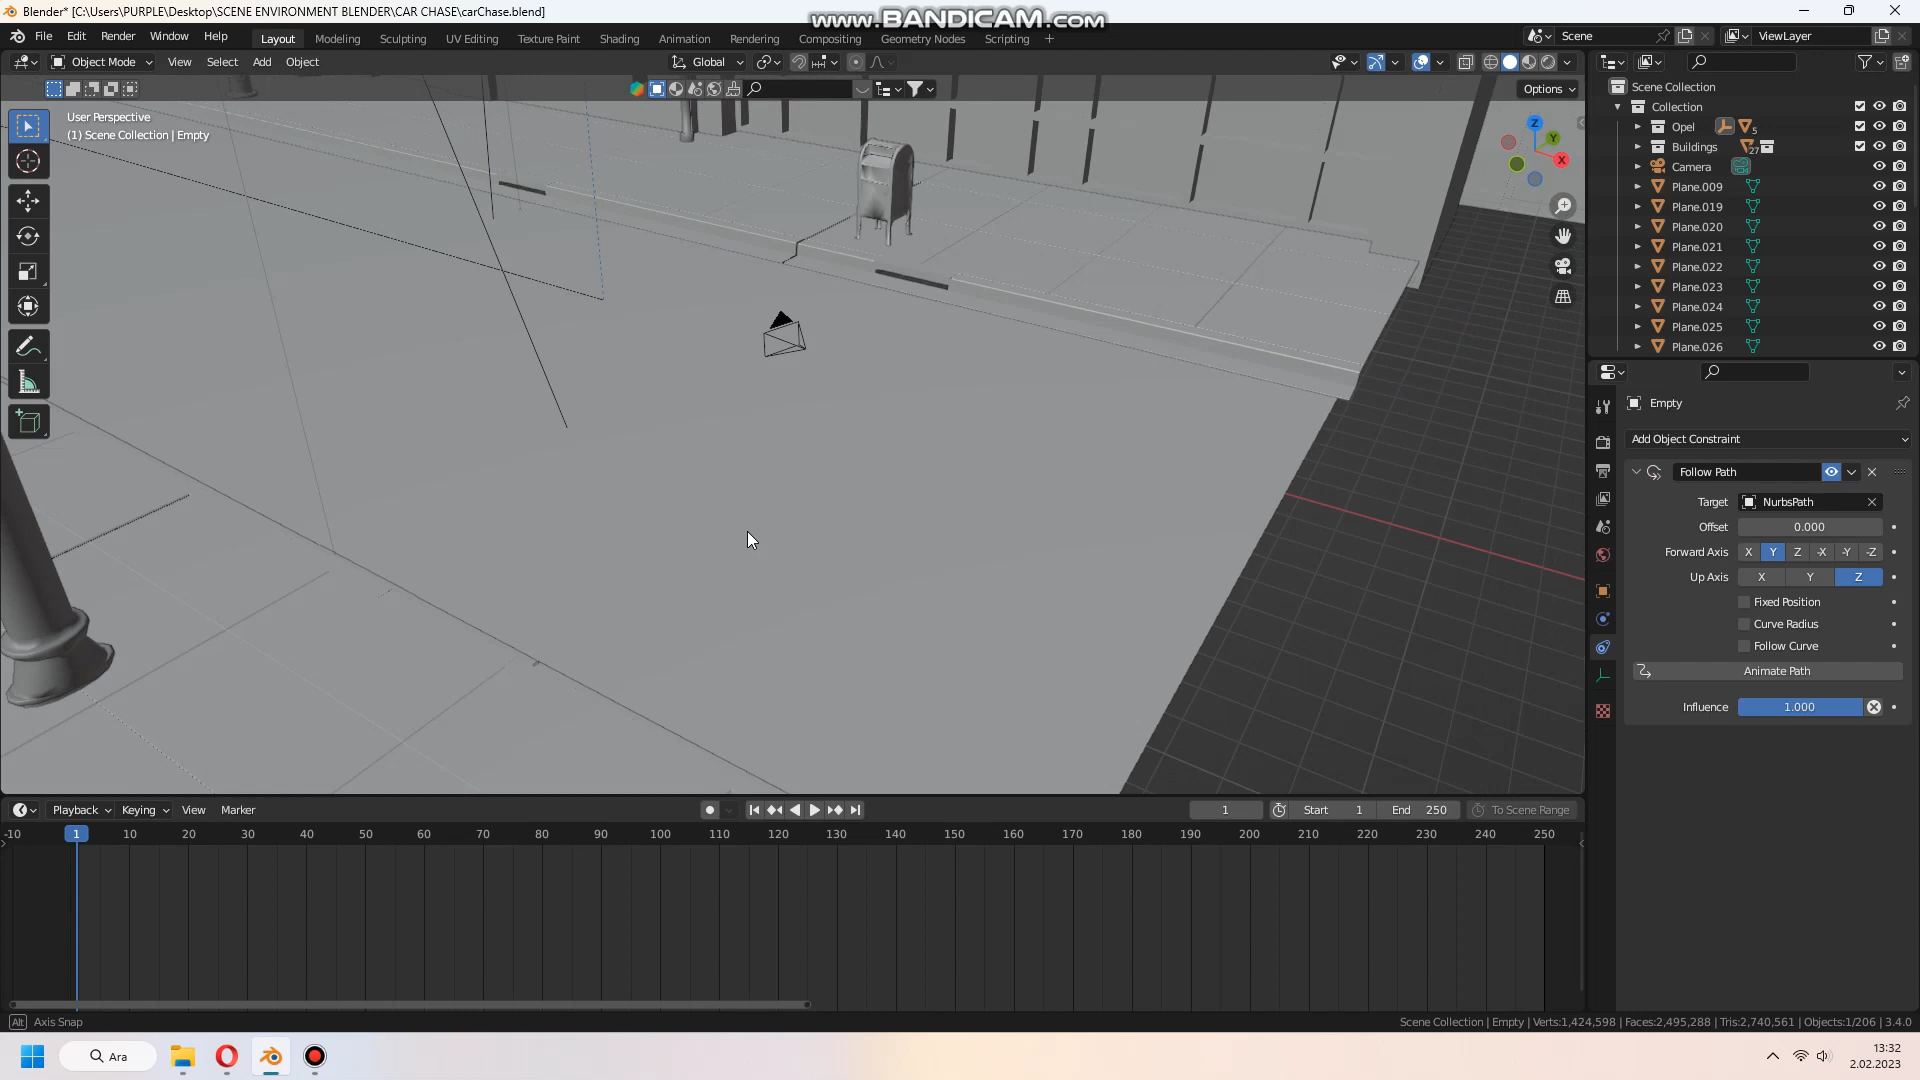 Blender* [C:\Users\PURPLE\Desktop\SCENE ENVIRONMENT BLENDER\CAR CHASE\carChase.blend]
www.BANDICAM.com
File Edit Render Window Help Layout Modeling Sculpting UV Editing Texture Paint Shading Animation Rendering Compositing Geometry Nodes Scripting + Scene ViewLayer
Object Mode View Select Add Object Global
Options
User Perspective
(1) Scene Collection | Empty
Z
Y
X
Scene Collection
Collection
Opel 5
Buildings 27
Camera
Plane.009
Plane.019
Plane.020
Plane.021
Plane.022
Plane.023
Plane.024
Plane.025
Plane.026
Empty
Add Object Constraint
Follow Path
Target NurbsPath
Offset 0.000
Forward Axis X Y Z -X -Y -Z
Up Axis X Y Z
Fixed Position
Curve Radius
Follow Curve
Animate Path
Influence 1.000
Playback Keying View Marker 1 Start 1 End 250 To Scene Range
-10 1 10 20 30 40 50 60 70 80 90 100 110 120 130 140 150 160 170 180 190 200 210 220 230 240 250
Alt Axis Snap
Scene Collection | Empty | Verts:1,424,598 | Faces:2,495,288 | Tris:2,740,561 | Objects:1/206 | 3.4.0
Ara
13:32
2.02.2023